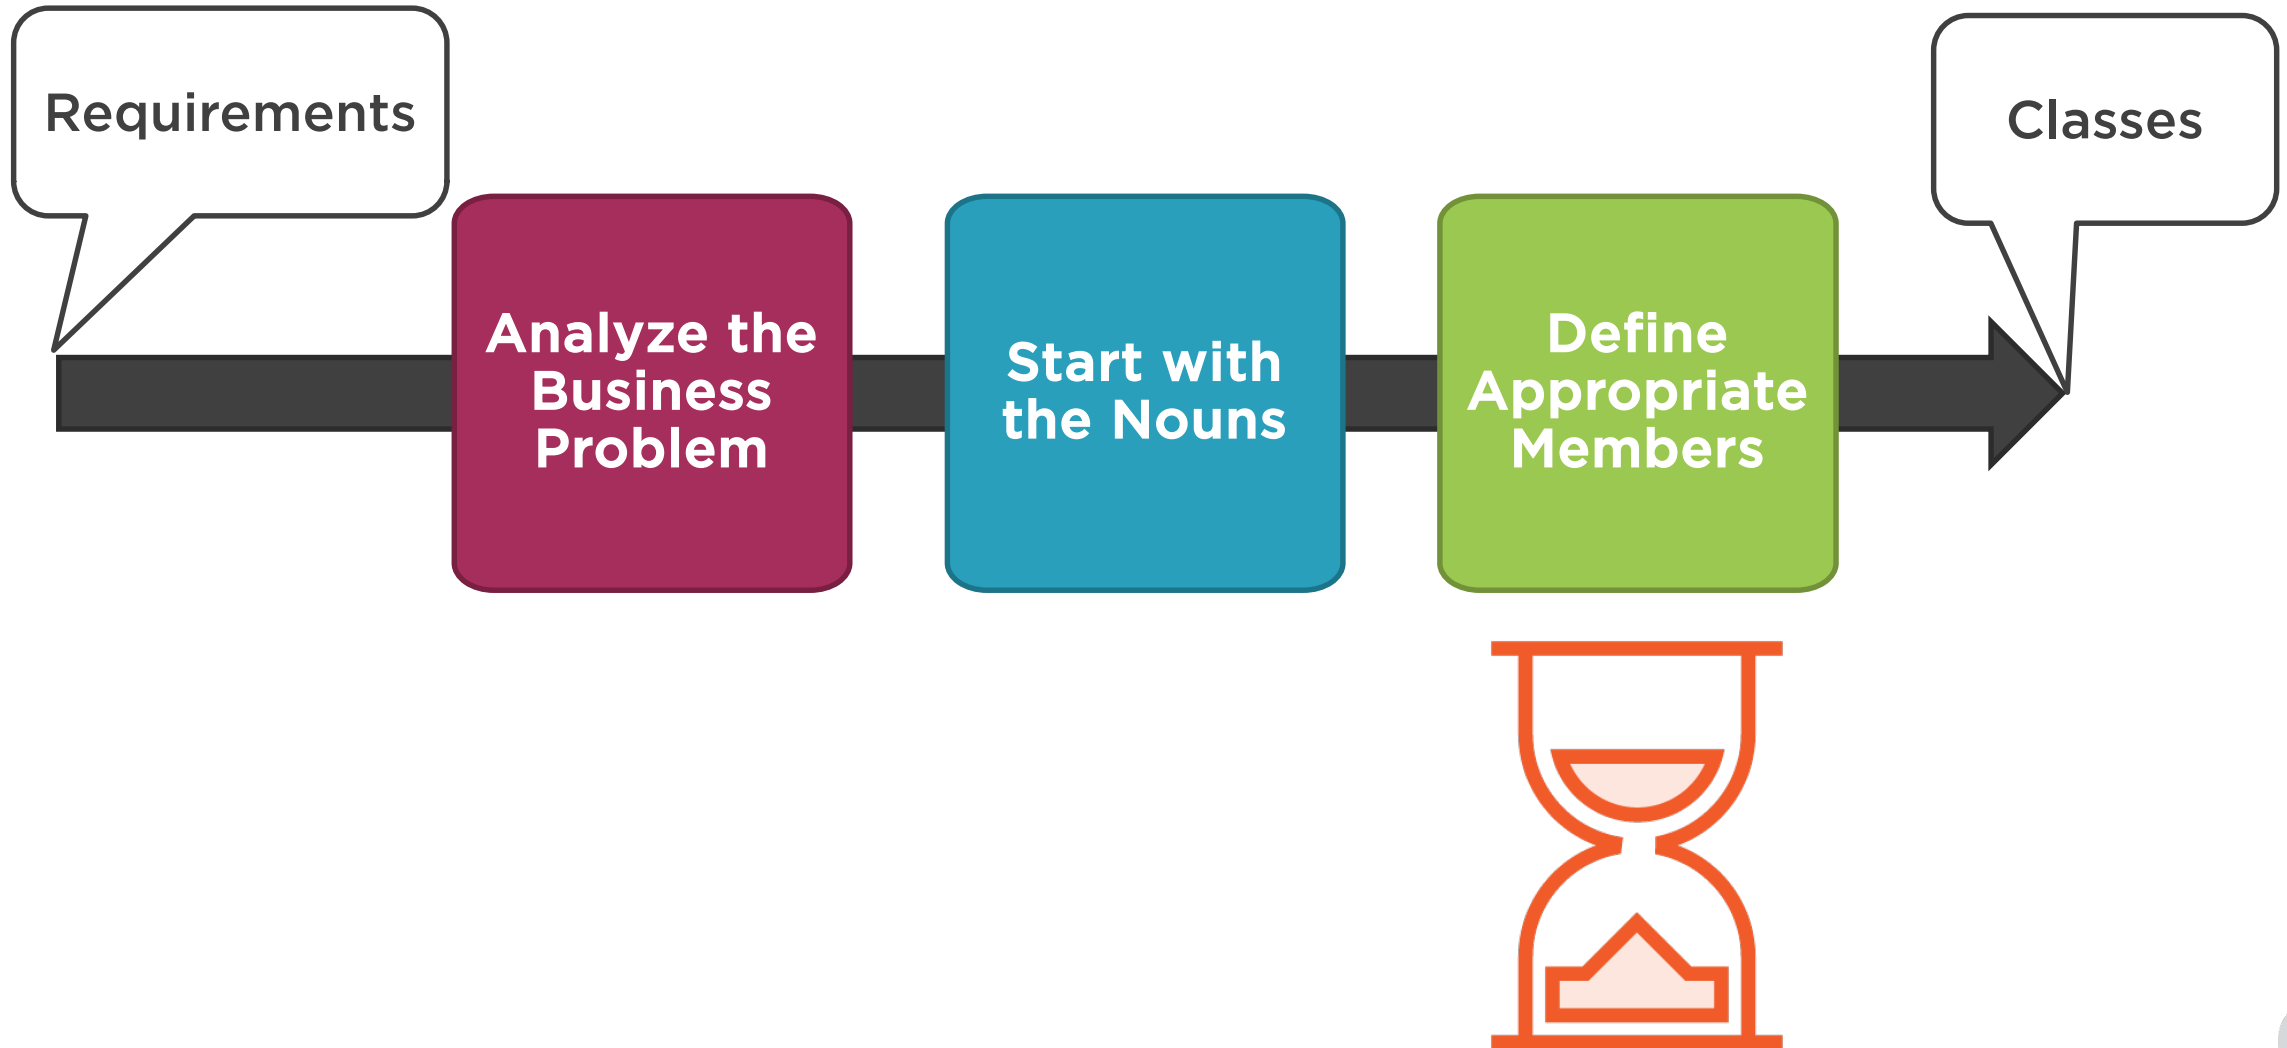 Requirements
Classes
Analyze the
Business
Problem
Start with
the Nouns
Define
Appropriate
Members